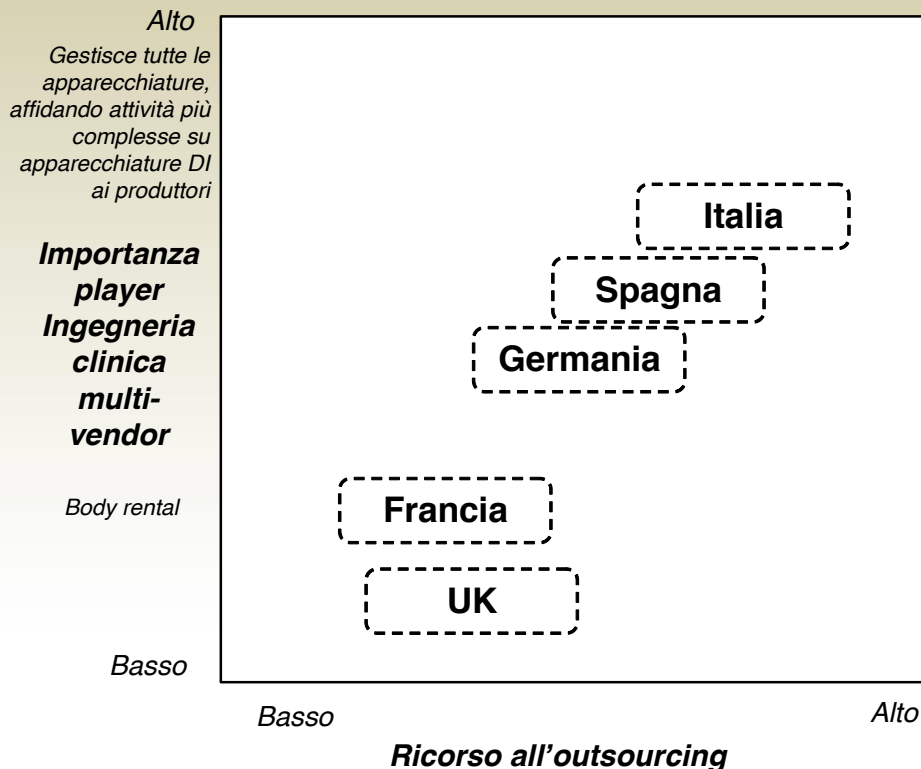 Alto
Gestisce tutte le
apparecchiature,
affidando attività più
complesse su
apparecchiature DI
ai produttori
Importanza
player
Ingegneria
clinica
multi-
vendor
Body rental
Basso
Italia
Spagna
Germania
Francia
UK
Basso
Alto
Ricorso all'outsourcing